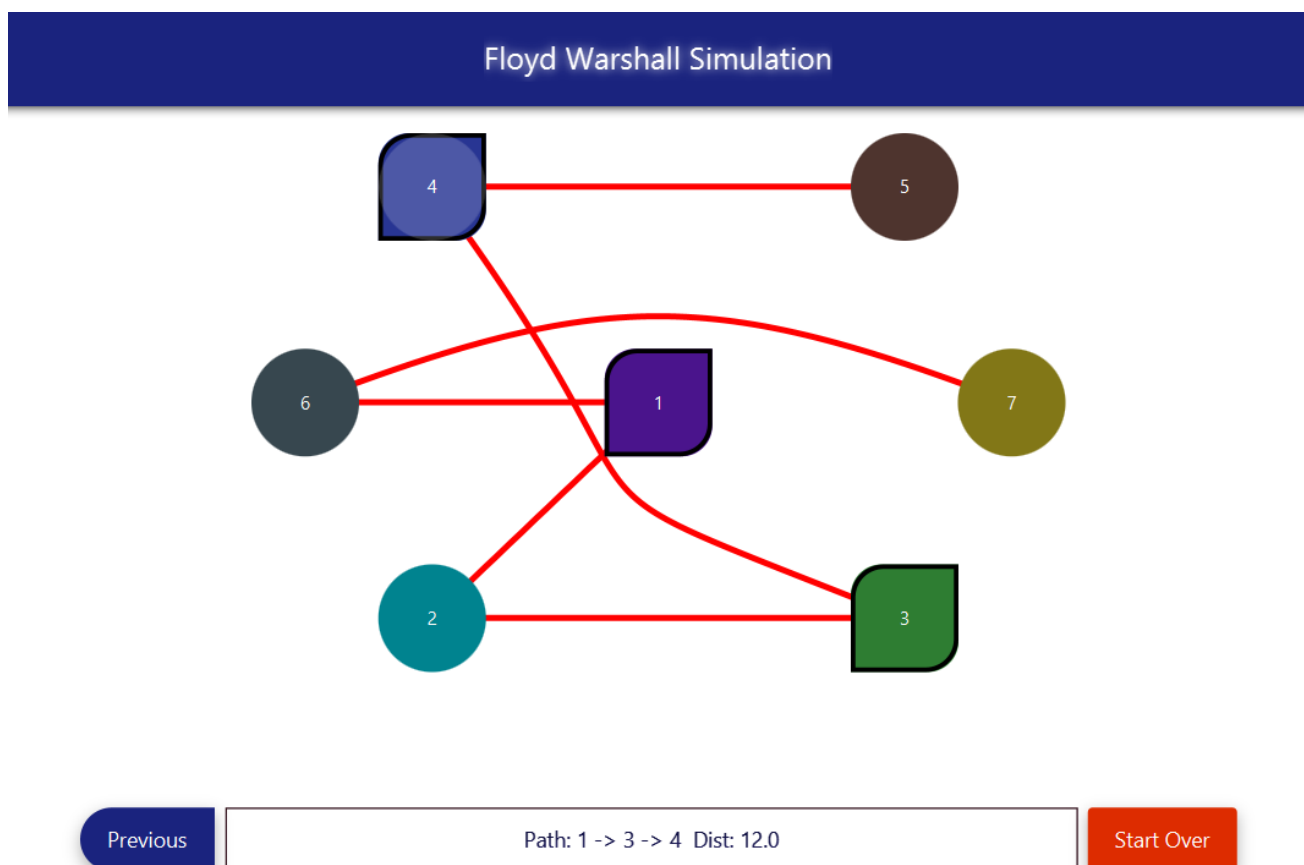 Floyd Warshall Simulation
4
5
6
1
7
2
3
Previous
Path: 1 -> 3 -> 4 Dist: 12.0
Start Over